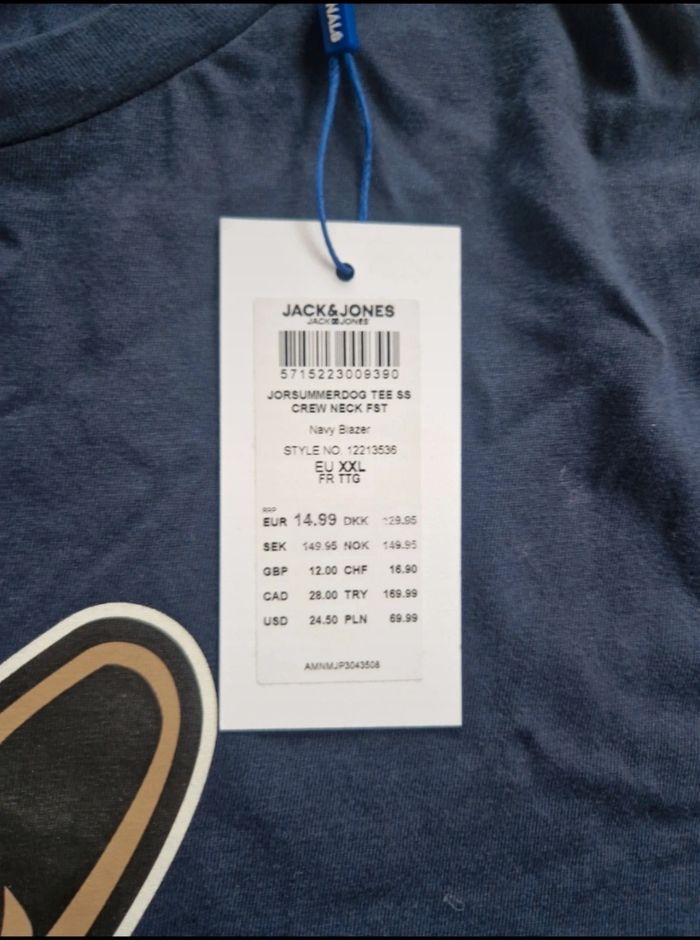 NALS
JACK&JONES
JACK&JONES
5715223009390
JORSUMMERDOG TEE SS
CREW NECK FST
Navy Blazer
STYLE NO. 12213536
EU XXL
FR TTG
RRP
EUR 14.99 DKK 129.95
SEK 149.95 NOK 149.95
GBP 12.00 CHF 16.90
CAD 28.00 TRY 169.99
USD 24.50 PLN 69.99
AMNMJP3043508